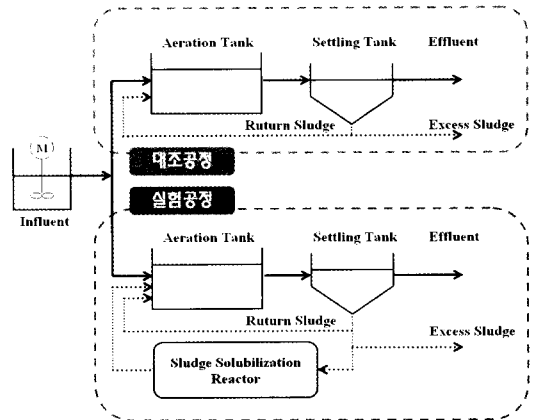 Aeration Tank
Settling Tank
Effluent
Ruturn Sludge
Excess Sludge
M
Influent
대조공정
실험공정
Aeration Tank
Settling Tank
Effluent
Ruturn Sludge
Excess Sludge
Sludge Solubilization
Reactor